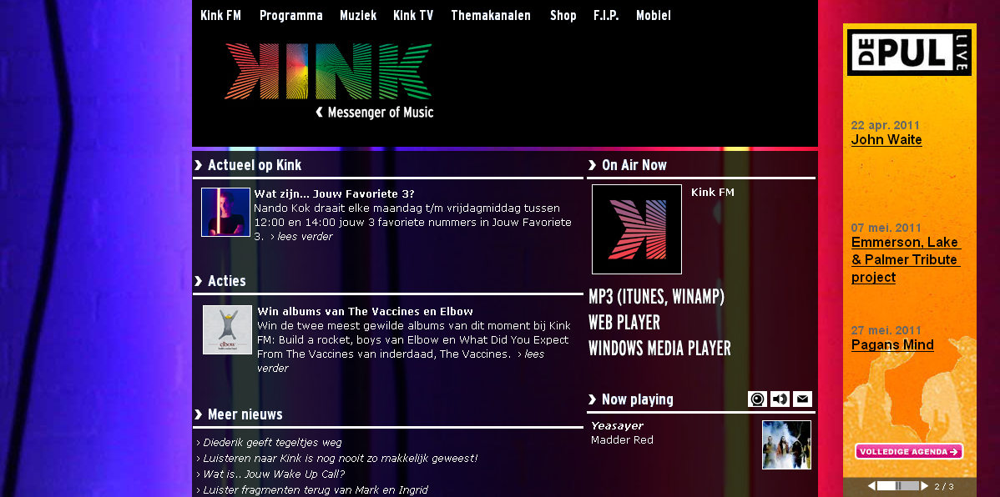 Kink FM Programma Muziek Kink TV Themakanalen Shop F.I.P. Mobiel
KINK
Messenger of Music
Actueel op Kink
Wat zijn... Jouw Favoriete 3?
Nando Kok draait elke maandag t/m vrijdagmiddag tussen
12:00 en 14:00 jouw 3 favoriete nummers in Jouw Favoriete
3. › lees verder
Acties
elbow
Win albums van The Vaccines en Elbow
Win de twee meest gewilde albums van dit moment bij Kink
FM: Build a rocket, boys van Elbow en What Did You Expect
From The Vaccines van inderdaad, The Vaccines. › lees
verder
Meer nieuws
› Diederik geeft tegeltjes weg
› Luisteren naar Kink is nog nooit zo makkelijk geweest!
› Wat is.. Jouw Wake Up Call?
› Luister fragmenten terug van Mark en Ingrid
On Air Now
K
Kink FM
MP3 (ITUNES, WINAMP)
WEB PLAYER
WINDOWS MEDIA PLAYER
Now playing
Yeasayer
Madder Red
DE PUL LIVE
22 apr. 2011
John Waite
07 mei. 2011
Emmerson, Lake
& Palmer Tribute
project
27 mei. 2011
Pagans Mind
VOLLEDIGE AGENDA
2 / 3